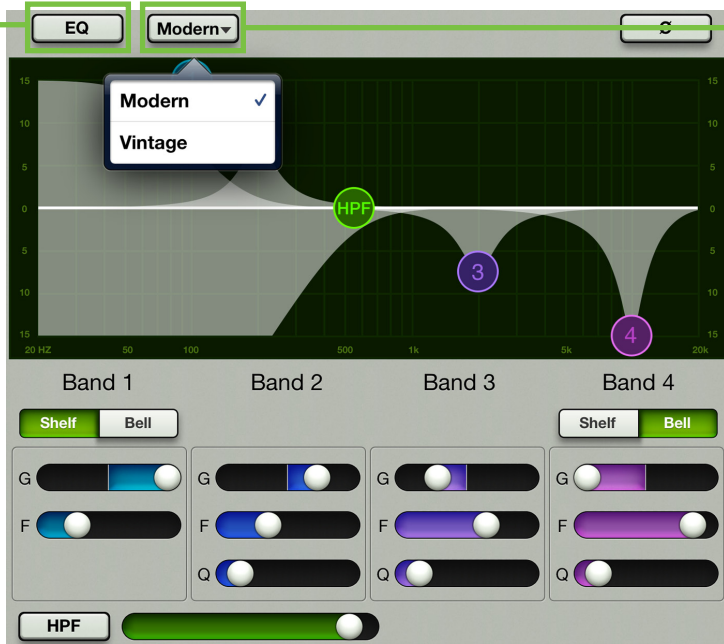 EQ Modern ø
Modern ✓
Vintage
15 15
10 10
5 5
0 HPF 0
5 3 5
10 10
15 4 15
20 HZ 50 100 500 1k 5k 20k
Band 1 Band 2 Band 3 Band 4
Shelf Bell Shelf Bell
G G G G
F F F F
Q Q Q
HPF